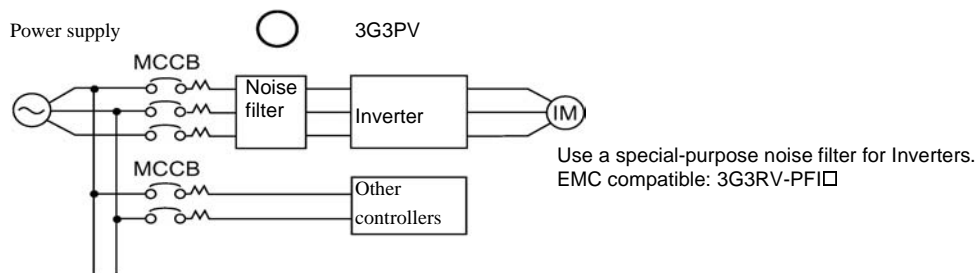 Power supply
3G3PV
MCCB
Noise
filter
Inverter
IM
Use a special-purpose noise filter for Inverters.
EMC compatible: 3G3RV-PFI□
MCCB
Other
controllers